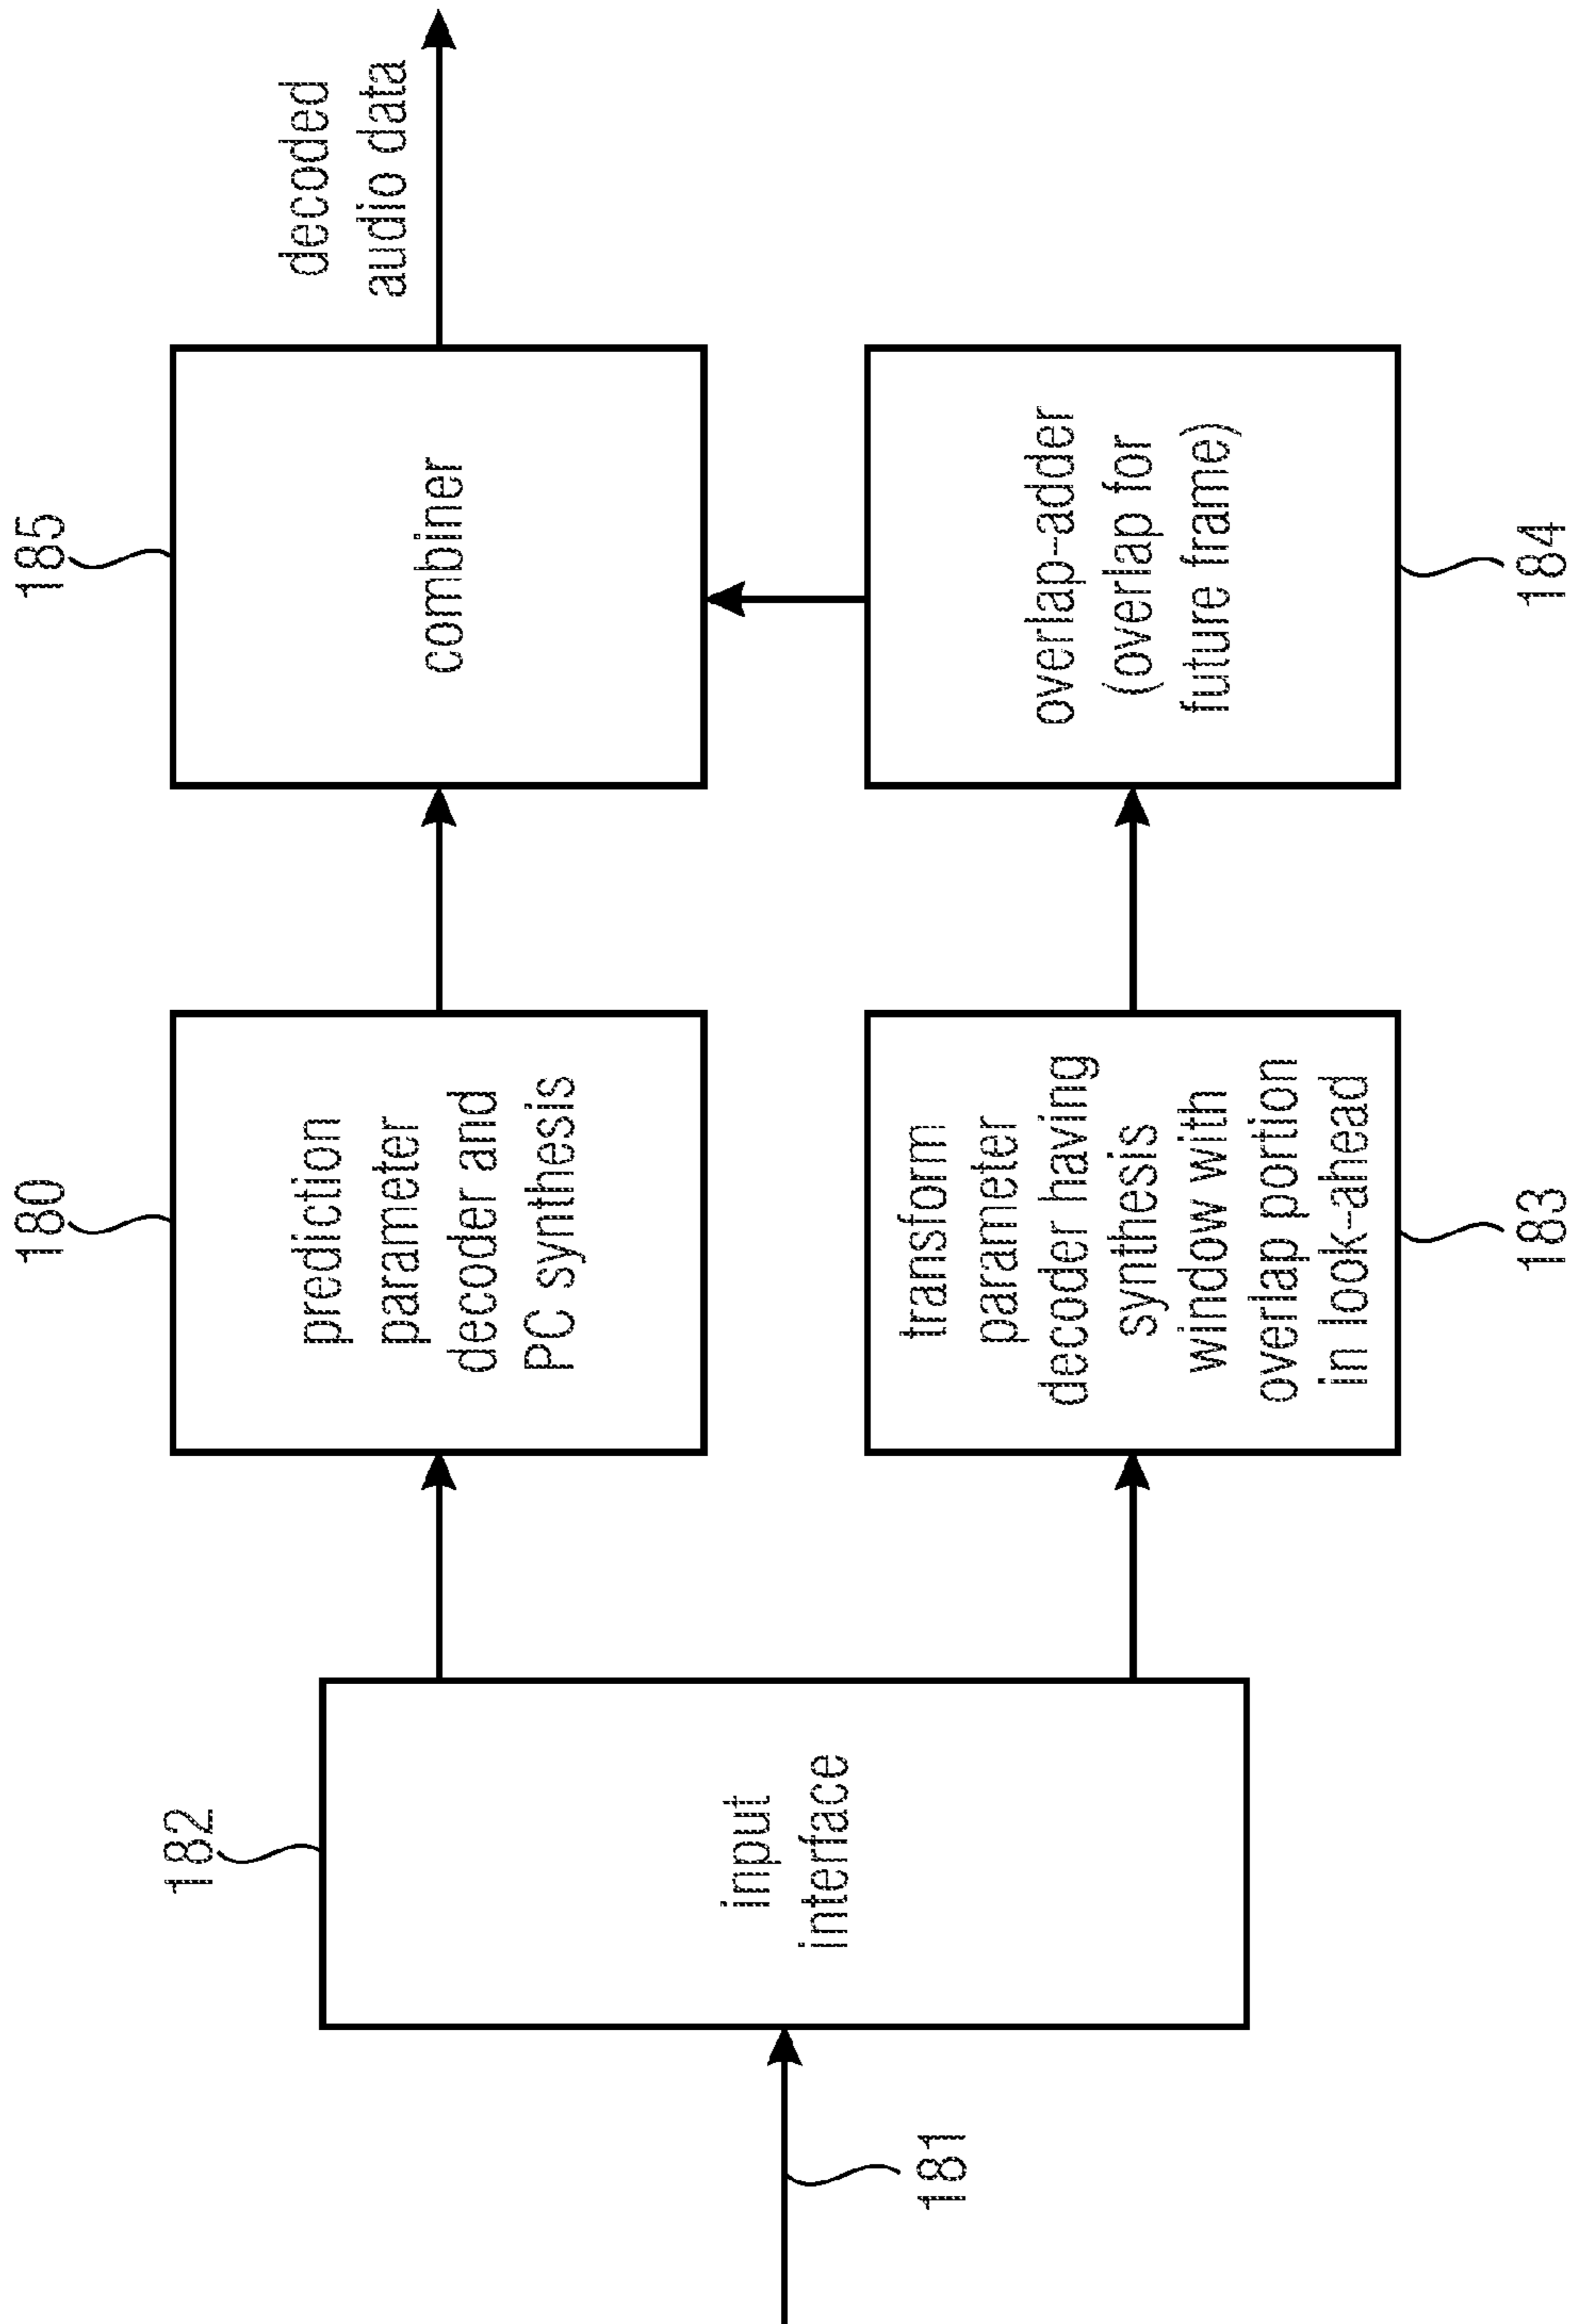 181
182
input
interface
180
prediction
parameter
decoder and
PC synthesis
185
combiner
decoded
audio data
transform
parameter
decoder having
synthesis
window with
overlap portion
in look-ahead
183
overlap-adder
(overlap for
future frame)
184